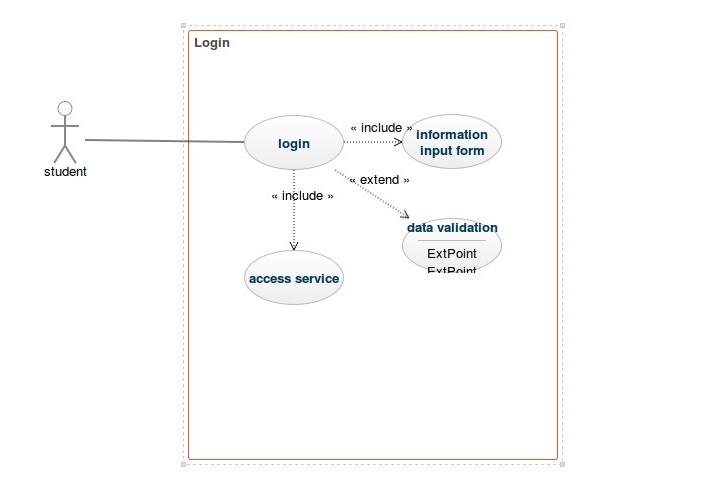 Login
student
login
« include »
information
input form
« extend »
« include »
data validation
ExtPoint
ExtPoint
access service